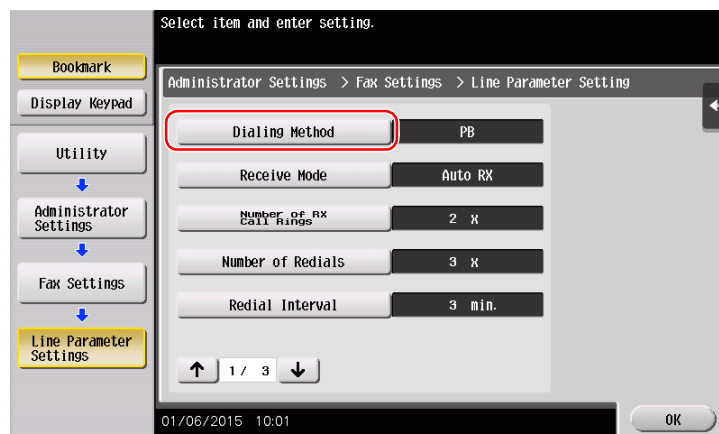 Select item and enter setting.
Bookmark
Display Keypad
Utility
Administrator
Settings
Fax Settings
Line Parameter
Settings
Administrator Settings > Fax Settings > Line Parameter Setting
Dialing Method PB
Receive Mode Auto RX
Number of RX
Call Rings 2 X
Number of Redials 3 X
Redial Interval 3 min.
1/ 3
01/06/2015 10:01
OK